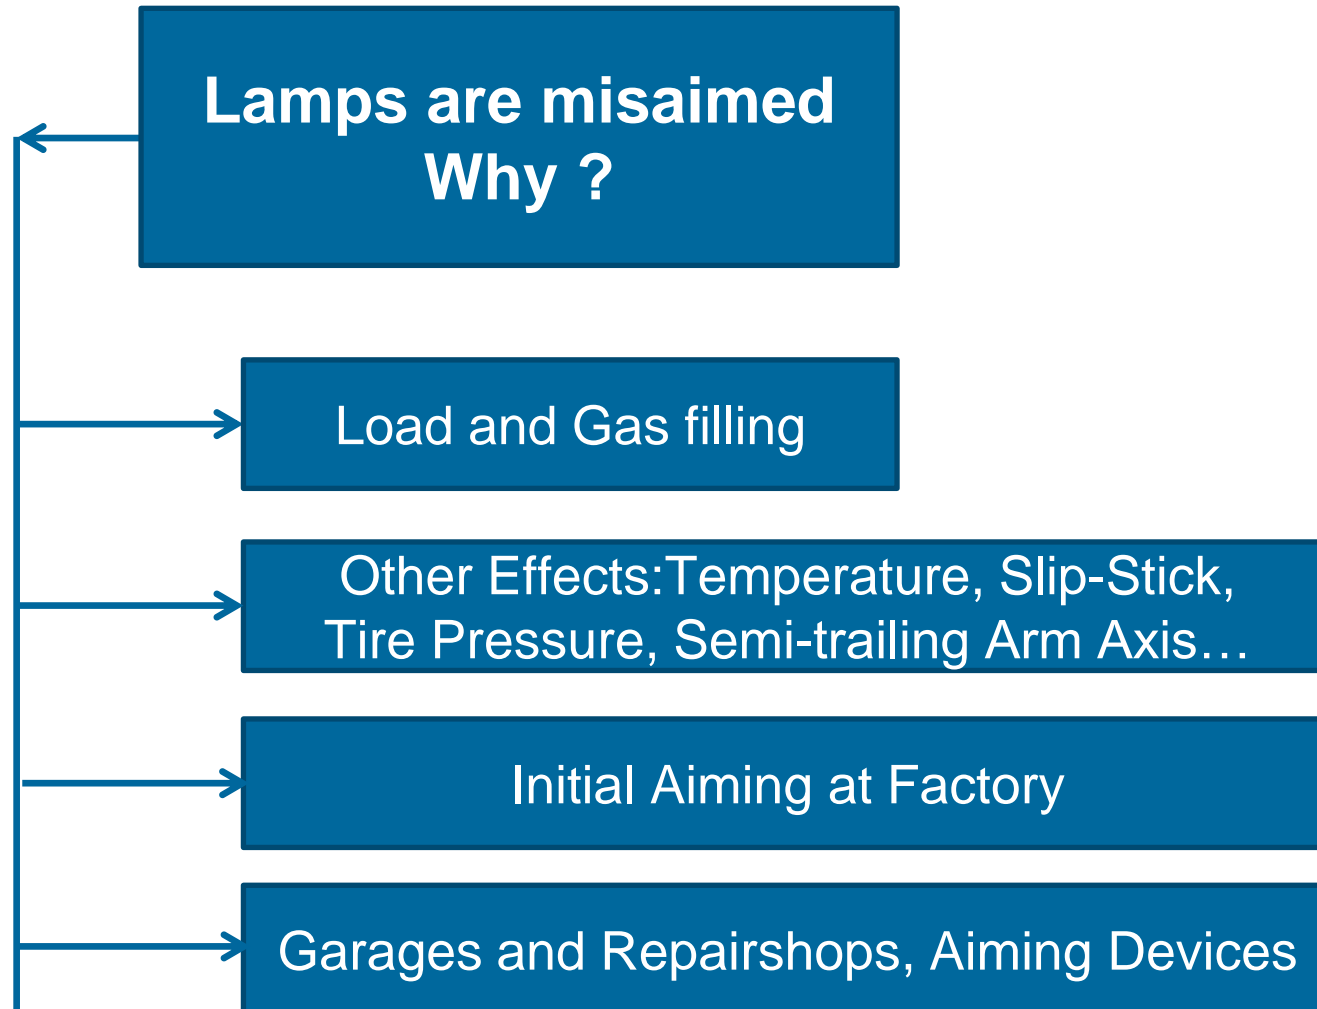 Lamps are misaimed
Why ?
Load and Gas filling
Other Effects:Temperature, Slip-Stick,
Tire Pressure, Semi-trailing Arm Axis…
Initial Aiming at Factory
Garages and Repairshops, Aiming Devices